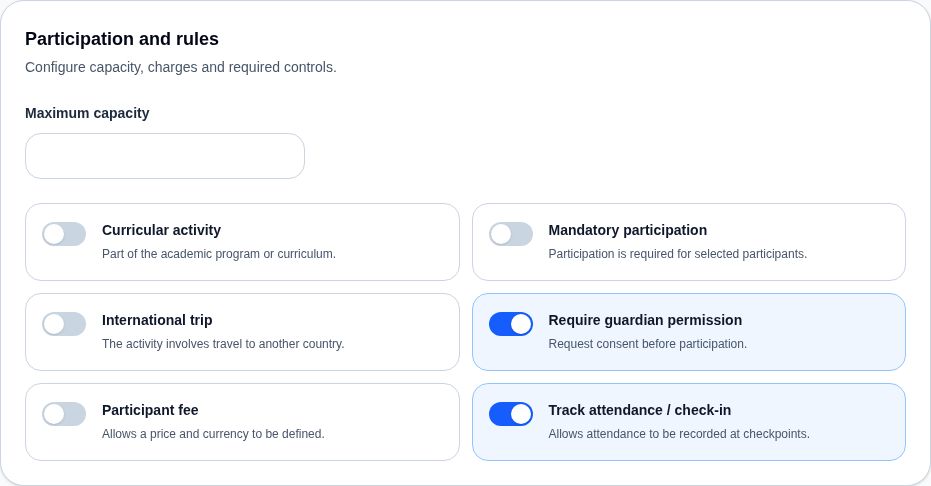 Participation and rules
Configure capacity, charges and required controls.
Maximum capacity
Curricular activity
Part of the academic program or curriculum.
Mandatory participation
Participation is required for selected participants.
International trip
The activity involves travel to another country.
Require guardian permission
Request consent before participation.
Participant fee
Allows a price and currency to be defined.
Track attendance / check-in
Allows attendance to be recorded at checkpoints.